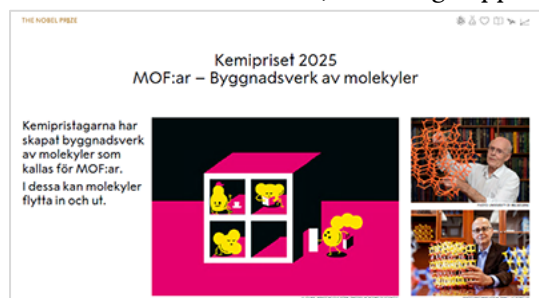 THE NOBEL PRIZE
Kemipriset 2025
MOF:ar – Byggnadsverk av molekyler
Kemipristagarna har
skapat byggnadsverk
av molekyler som
kallas för MOF:ar.
I dessa kan molekyler
flytta in och ut.